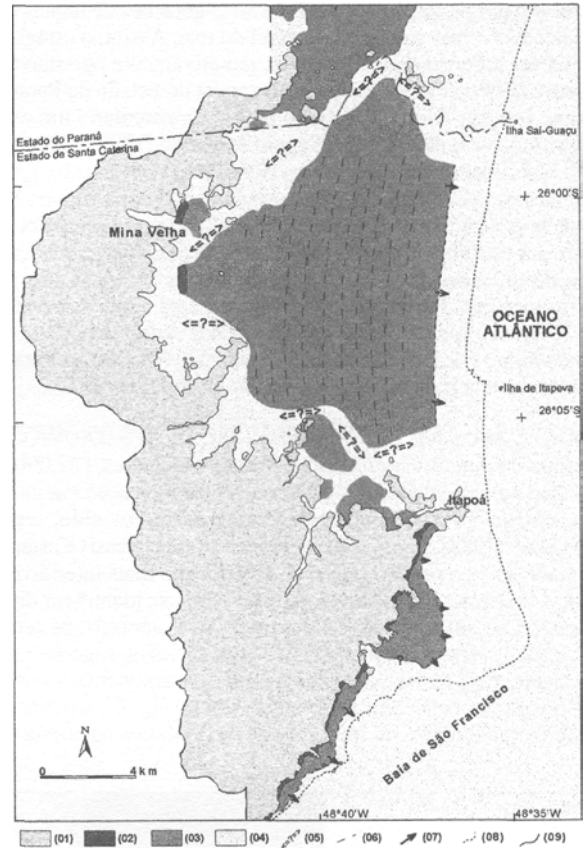 <=?=>
<=?=>
Ilha Saí-Guaçu
Estado do Paraná
Estado de Santa Catarina
<=?=>
26°00'S
Mina Velha
<=?=>
OCEANO
ATLÂNTICO
<=?=>
Ilha de Itapeva
26°05'S
<=?=>
<=?=>
<=?=>
Itapoá
?
N
Baía de São Francisco
0 4 km
48°40'W 48°35'W
(01) (02) (03) (04) <=?=> (05) (06) (07) (08) (09)